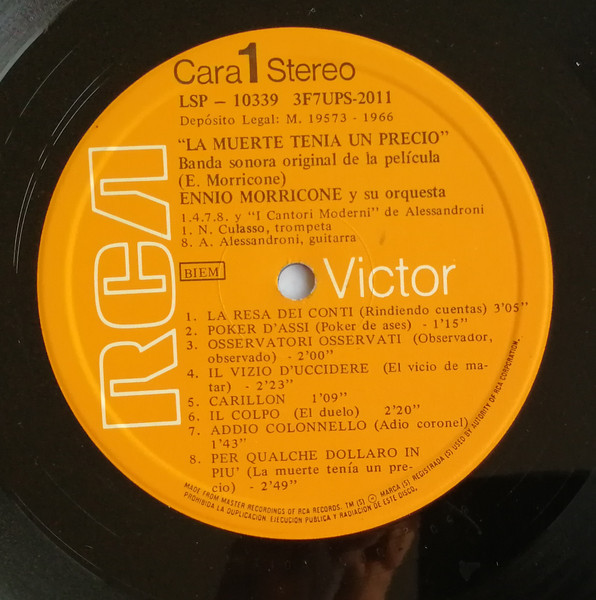 Cara 1 Stereo
LSP - 10339 3F7UPS-2011
Depósito Legal: M. 19573 - 1966
"LA MUERTE TENIA UN PRECIO"
Banda sonora original de la película
(E. Morricone)
ENNIO MORRICONE y su orquesta
1.4.7.8. y "I Cantori Moderni" de Alessandroni
1. N. Culasso, trompeta
8. A. Alessandroni, guitarra
RCA
BIEM
Victor
1. LA RESA DEI CONTI (Rindiendo cuentas) 3'05"
2. POKER D'ASSI (Poker de ases) - 1'15"
3. OSSERVATORI OSSERVATI (Observador,
observado) - 2'00"
4. IL VIZIO D'UCCIDERE (El vicio de ma-
tar) - 2'23"
5. CARILLON 1'09"
6. IL COLPO (El duelo) 2'20"
7. ADDIO COLONNELLO (Adio coronel) -
1'43"
8. PER QUALCHE DOLLARO IN
PIU' (La muerte tenía un pre-
cio) - 2'49"
MADE FROM MASTER RECORDINGS OF RCA RECORDS. TM (S) Ⓟ MARCA (S) REGISTRADA (S) USED BY AUTORITY OF RCA CORPORATION.
PROHIBIDA LA DUPLICACION, EJECUCION PUBLICA Y RADIACION DE ESTE DISCO.